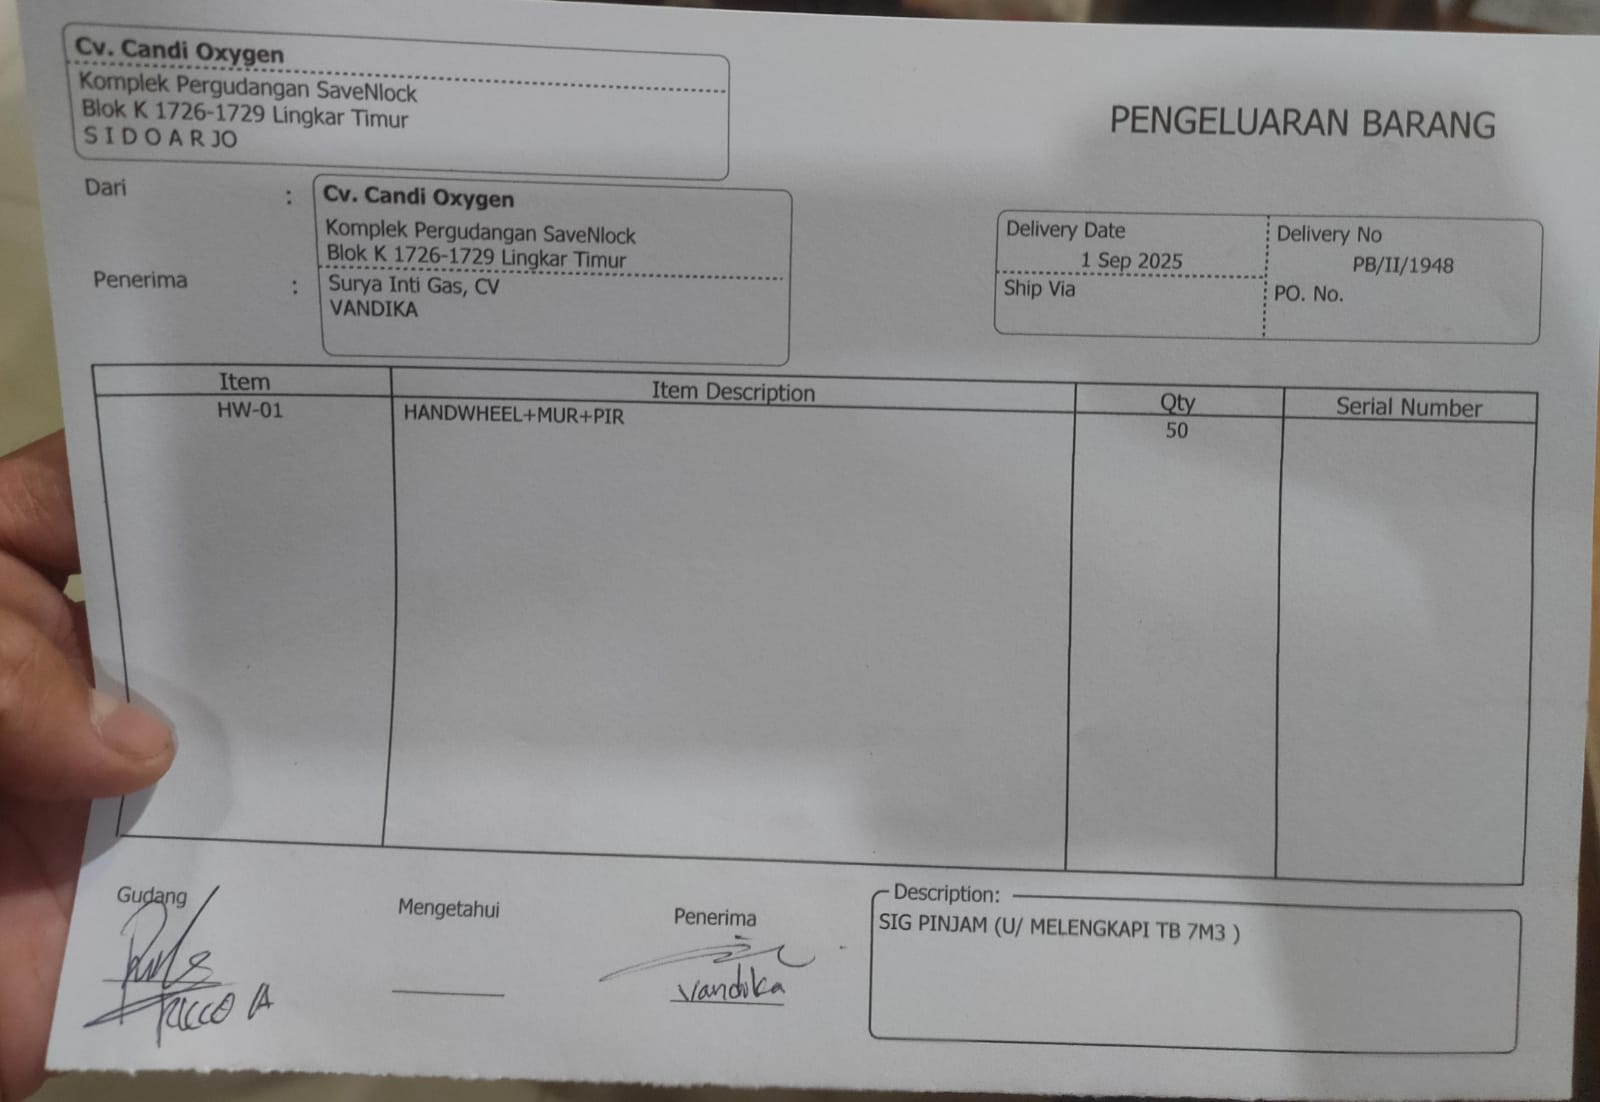 Cv. Candi Oxygen
Komplek Pergudangan SaveNlock
Blok K 1726-1729 Lingkar Timur
S I D O A R JO
PENGELUARAN BARANG
Dari : Cv. Candi Oxygen
Komplek Pergudangan SaveNlock
Blok K 1726-1729 Lingkar Timur
Penerima : Surya Inti Gas, CV
VANDIKA
Delivery Date
1 Sep 2025
Delivery No
PB/II/1948
Ship Via
PO. No.
Item Item Description Qty Serial Number
HW-01 HANDWHEEL+MUR+PIR 50
Gudang
Mengetahui
Penerima
vandika
Description:
SIG PINJAM (U/ MELENGKAPI TB 7M3 )